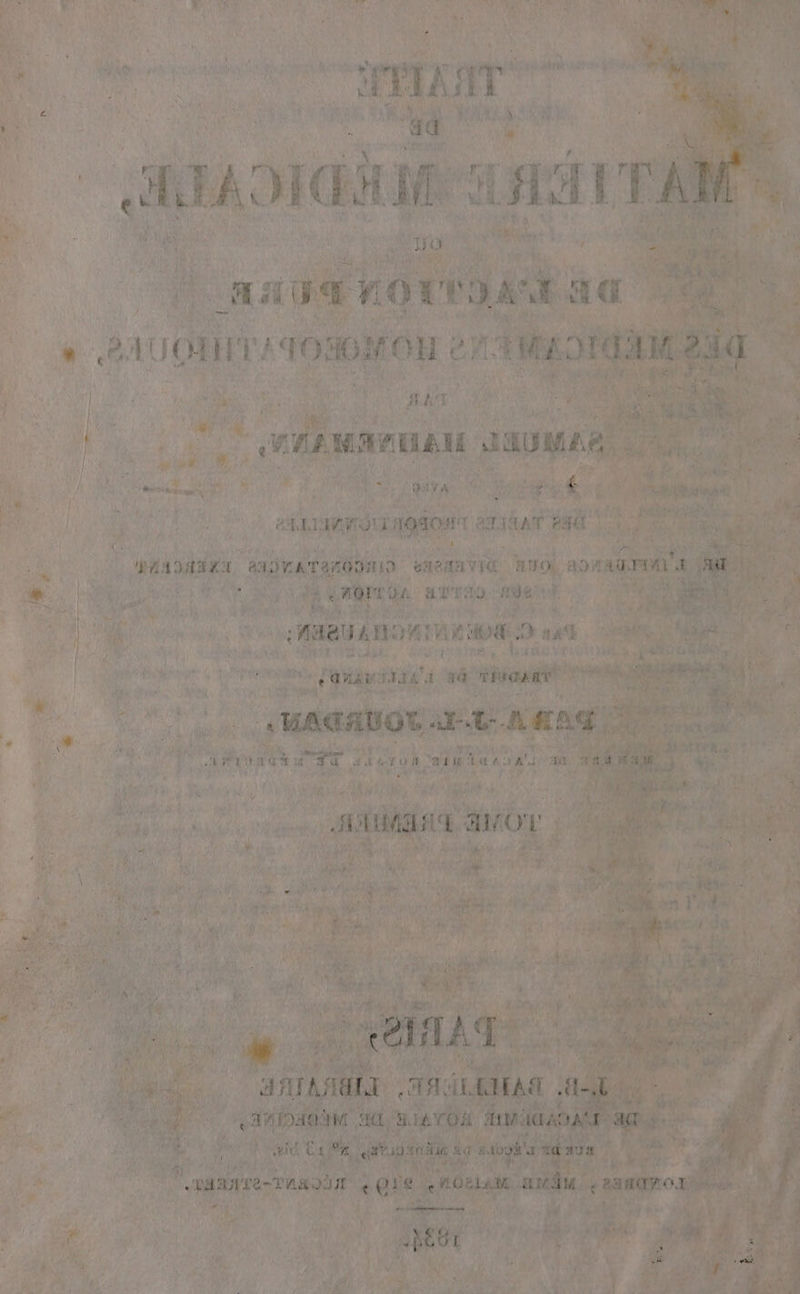 TRAITÉ
DE
MATIÈRE MÉDICALE,
OU
DE L'ACTION PURE
DES MÉDICAMENS HOMOEOPATHIQUES,
PAR
SAMUEL HAHNEMANN,
AVEC
DES TABLES PROPORTIONNELLES
DE L'INFLUENCE QUE DIVERSES CIRCONSTANCES EXERCENT
SUR CETTE ACTION,
PAR C. BOENNINGHAUSEN;
TRADUIT DE L'ALLEMAND,
PAR A.-J.-L. JOURDAN,
MEMBRE DE L'ACADÉMIE ROYALE DE MÉDECINE.
TOME PREMIER.
PARIS,
J.-B. BAILLIÈRE, LIBRAIRE
DE L'ACADÉMIE ROYALE DE MÉDECINE,
RUE DE L'ÉCOLE DE MÉDECINE, N° 13 bis.
LONDRES, MÊME MAISON, 219, REGENT-STREET.
1834.